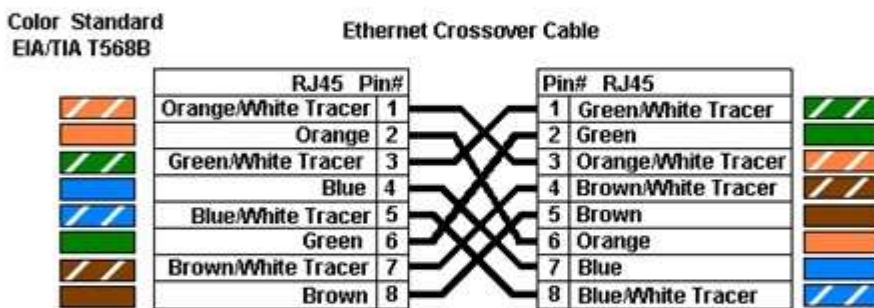 Color Standard
EIA/TIA T568B
Ethernet Crossover Cable
RJ45 Pin#
Orange/White Tracer 1
Orange 2
Green/White Tracer 3
Blue 4
Blue/White Tracer 5
Green 6
Brown/White Tracer 7
Brown 8
Pin# RJ45
1 Green/White Tracer
2 Green
3 Orange/White Tracer
4 Brown/White Tracer
5 Brown
6 Orange
7 Blue
8 Blue/White Tracer